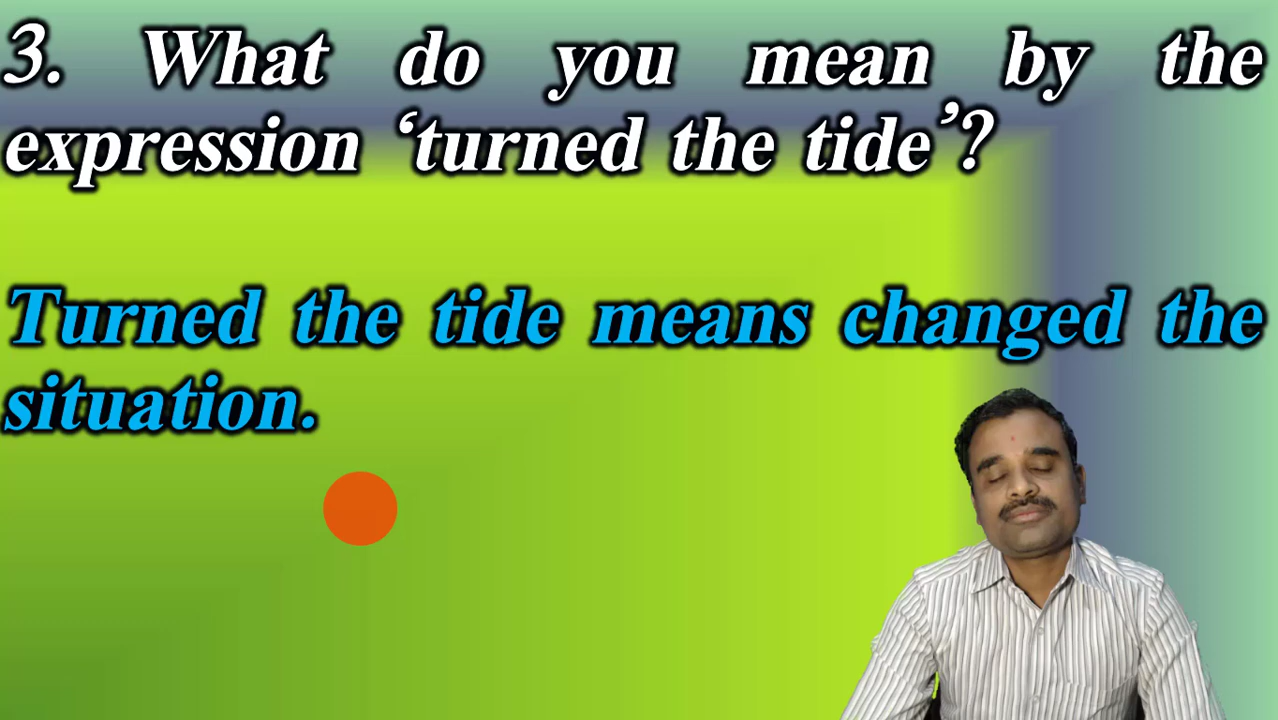 3. What do you mean by the
expression ‘turned the tide’?
Turned the tide means changed the
situation.